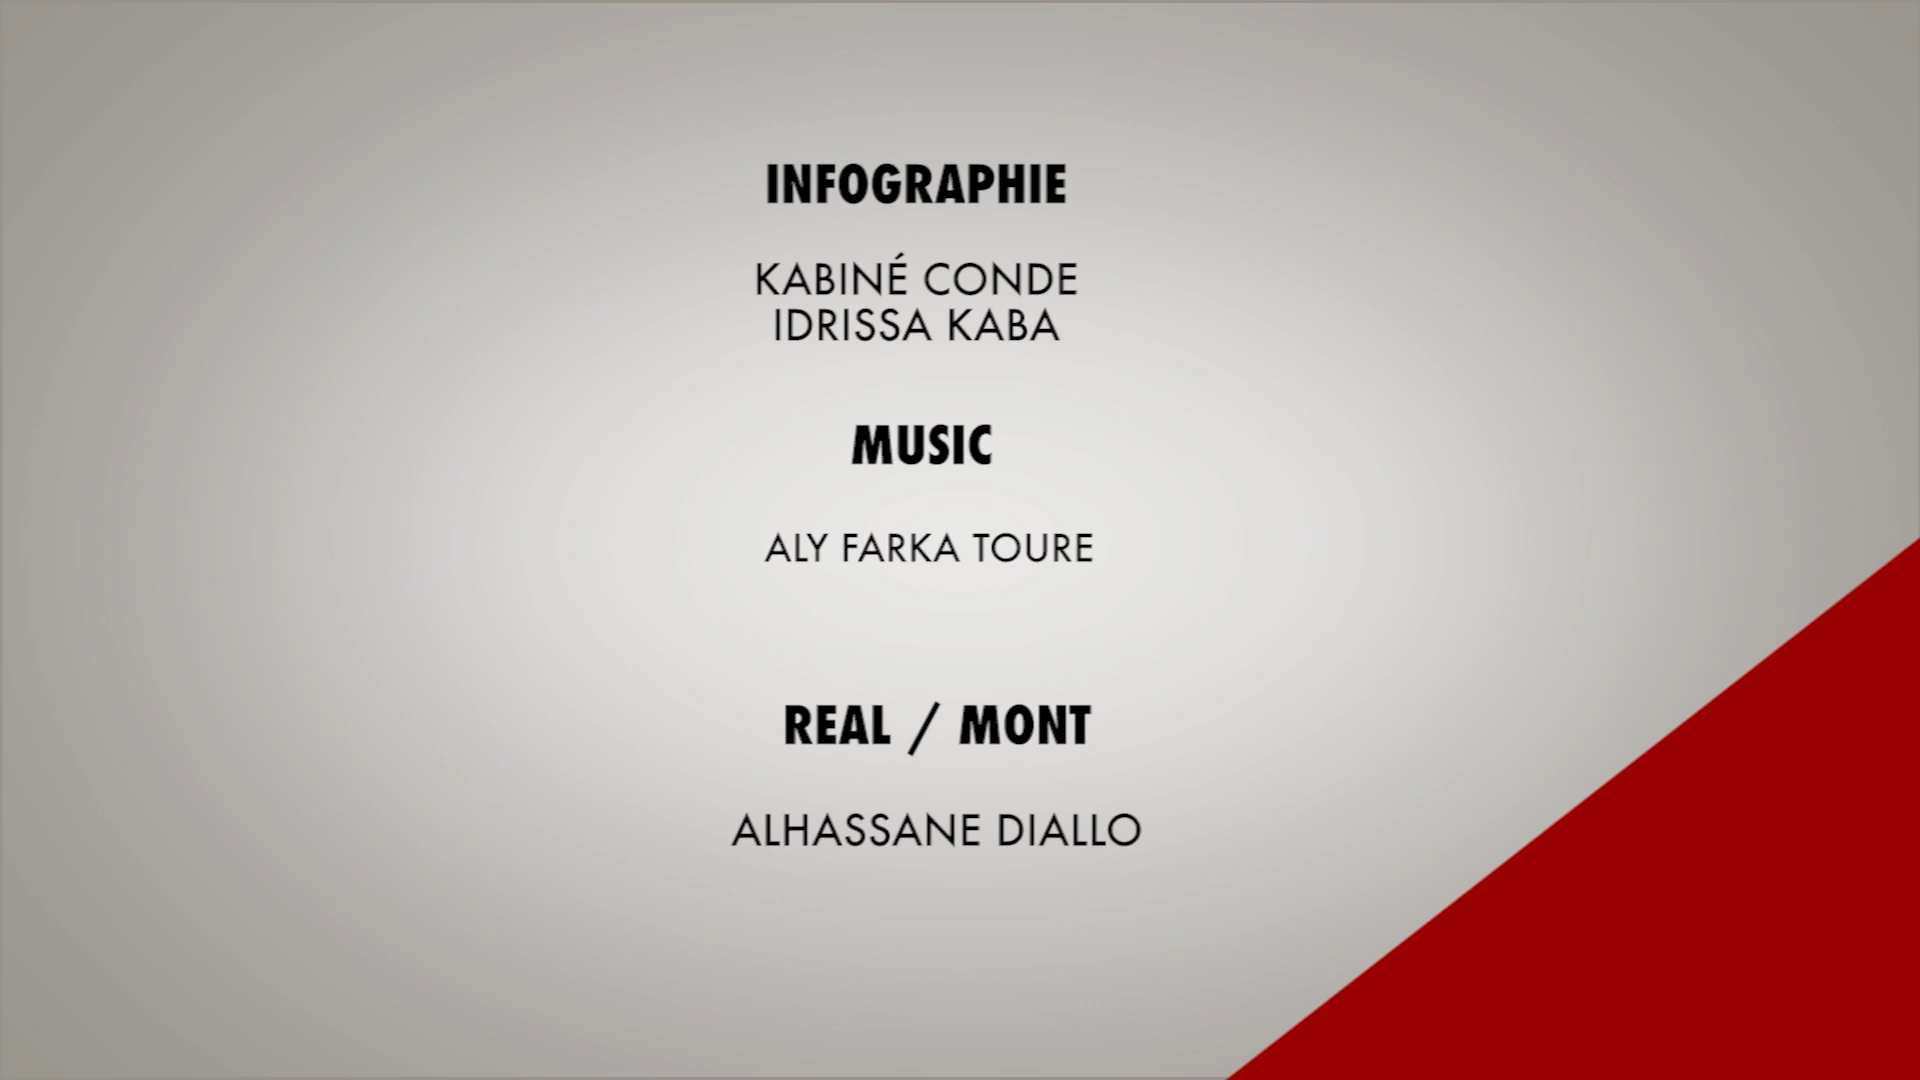 INFOGRAPHIE
KABINÉ CONDE
IDRISSA KABA
MUSIC
ALY FARKA TOURE
REAL / MONT
ALHASSANE DIALLO